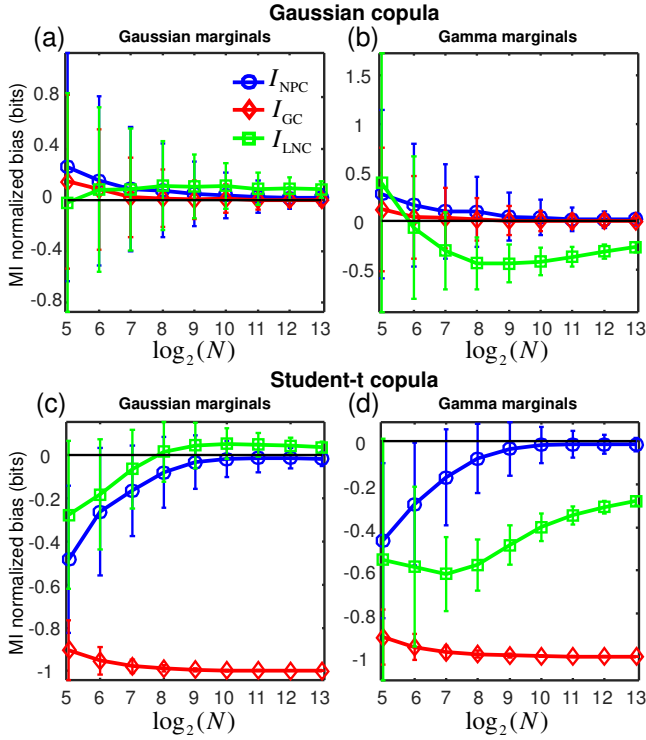 Gaussian copula
(a) Gaussian marginals
(b) Gamma marginals
MI normalized bias (bits)
0.8
0.4
0
-0.4
-0.8
I_NPC
I_GC
I_LNC
5 6 7 8 9 10 11 12 13
log₂(N)
1.5
1
0.5
0
-0.5
5 6 7 8 9 10 11 12 13
log₂(N)
Student-t copula
(c) Gaussian marginals
(d) Gamma marginals
MI normalized bias (bits)
0
-0.2
-0.4
-0.6
-0.8
-1
5 6 7 8 9 10 11 12 13
log₂(N)
0
-0.2
-0.4
-0.6
-0.8
-1
5 6 7 8 9 10 11 12 13
log₂(N)